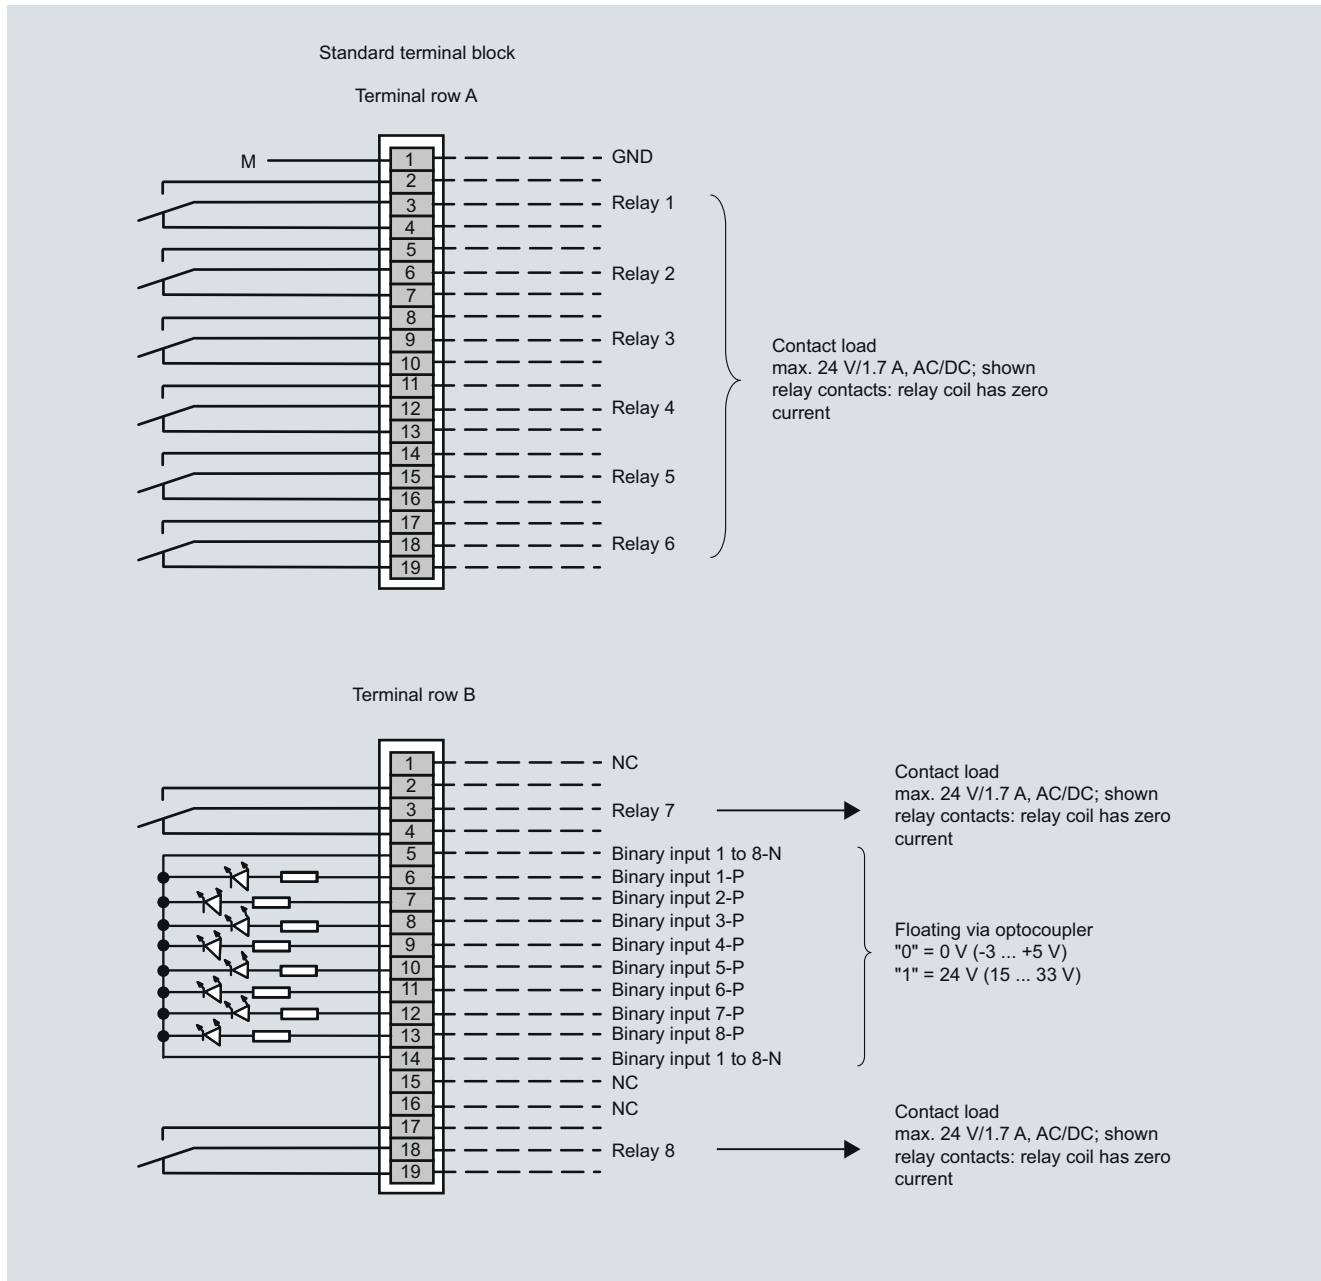 Standard terminal block
Terminal row A
M
1
GND
2
3
Relay 1
4
5
6
Relay 2
7
8
9
Relay 3
10
11
12
Relay 4
13
14
15
Relay 5
16
17
18
Relay 6
19
Contact load
max. 24 V/1.7 A, AC/DC; shown
relay contacts: relay coil has zero
current
Terminal row B
1
NC
2
3
Relay 7
4
Contact load
max. 24 V/1.7 A, AC/DC; shown
relay contacts: relay coil has zero
current
5
Binary input 1 to 8-N
6
Binary input 1-P
7
Binary input 2-P
8
Binary input 3-P
9
Binary input 4-P
10
Binary input 5-P
11
Binary input 6-P
12
Binary input 7-P
13
Binary input 8-P
14
Binary input 1 to 8-N
Floating via optocoupler
"0" = 0 V (-3 ... +5 V)
"1" = 24 V (15 ... 33 V)
15
NC
16
NC
17
18
Relay 8
19
Contact load
max. 24 V/1.7 A, AC/DC; shown
relay contacts: relay coil has zero
current